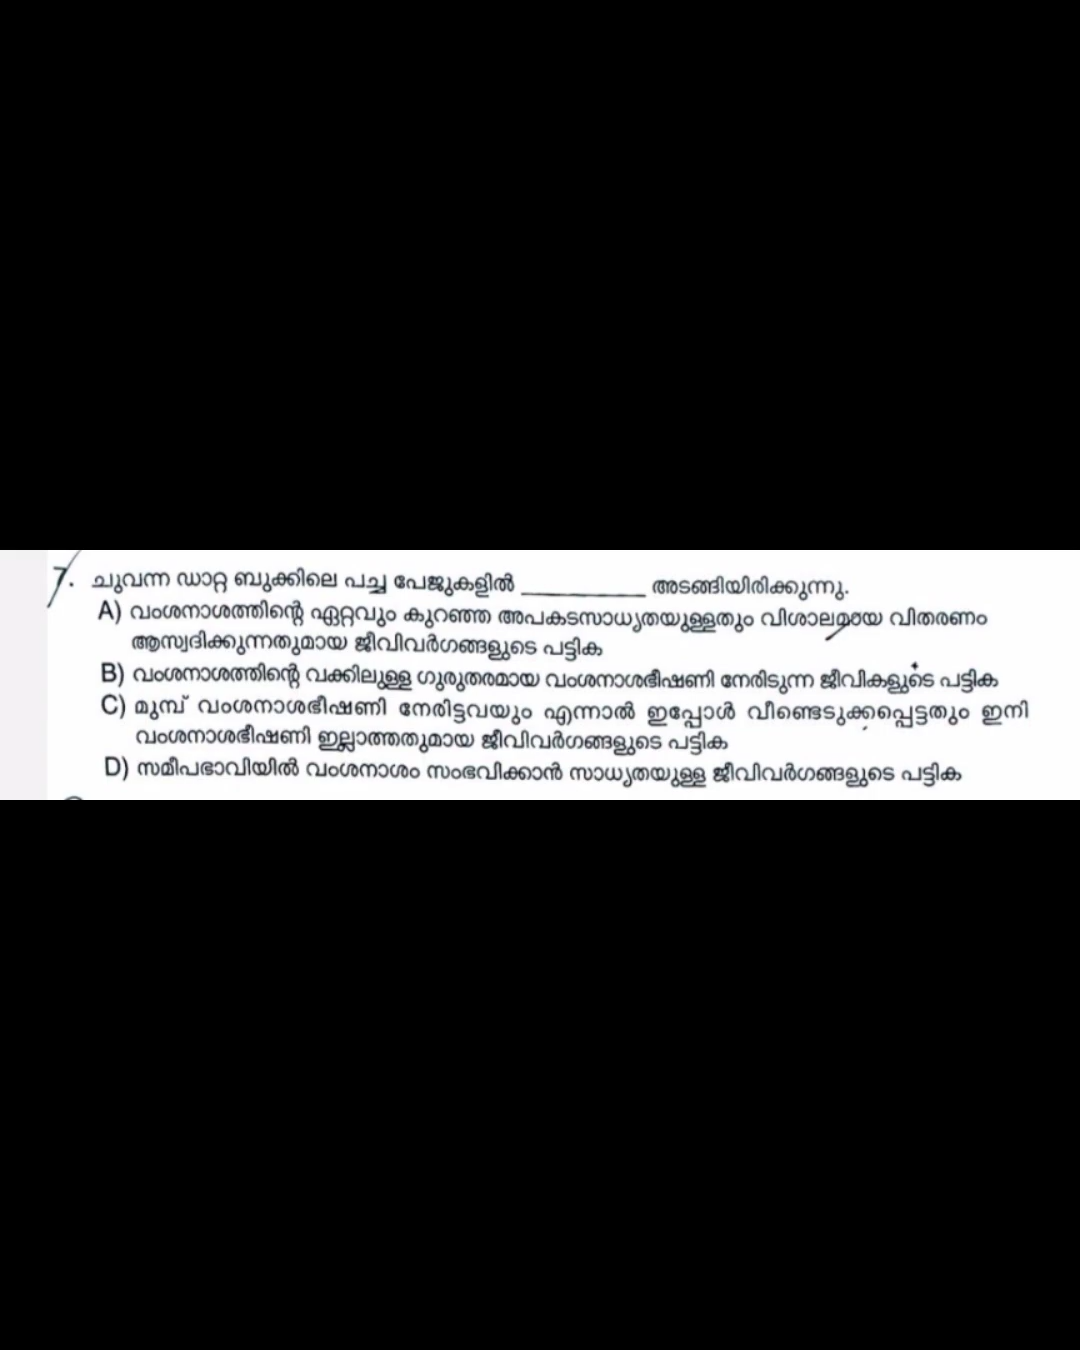 7. ചുവന്ന ഡാറ്റ ബുക്കിലെ പച്ച പേജുകളിൽ ____________ അടങ്ങിയിരിക്കുന്നു.
A) വംശനാശത്തിന്റെ ഏറ്റവും കുറഞ്ഞ അപകടസാധ്യതയുള്ളതും വിശാലമായ വിതരണം
ആസ്വദിക്കുന്നതുമായ ജീവിവർഗങ്ങളുടെ പട്ടിക
B) വംശനാശത്തിന്റെ വക്കിലുള്ള ഗുരുതരമായ വംശനാശഭീഷണി നേരിടുന്ന ജീവികളുടെ പട്ടിക
C) മുമ്പ് വംശനാശഭീഷണി നേരിട്ടവയും എന്നാൽ ഇപ്പോൾ വീണ്ടെടുക്കപ്പെട്ടതും ഇനി
വംശനാശഭീഷണി ഇല്ലാത്തതുമായ ജീവിവർഗങ്ങളുടെ പട്ടിക
D) സമീപഭാവിയിൽ വംശനാശം സംഭവിക്കാൻ സാധ്യതയുള്ള ജീവിവർഗങ്ങളുടെ പട്ടിക